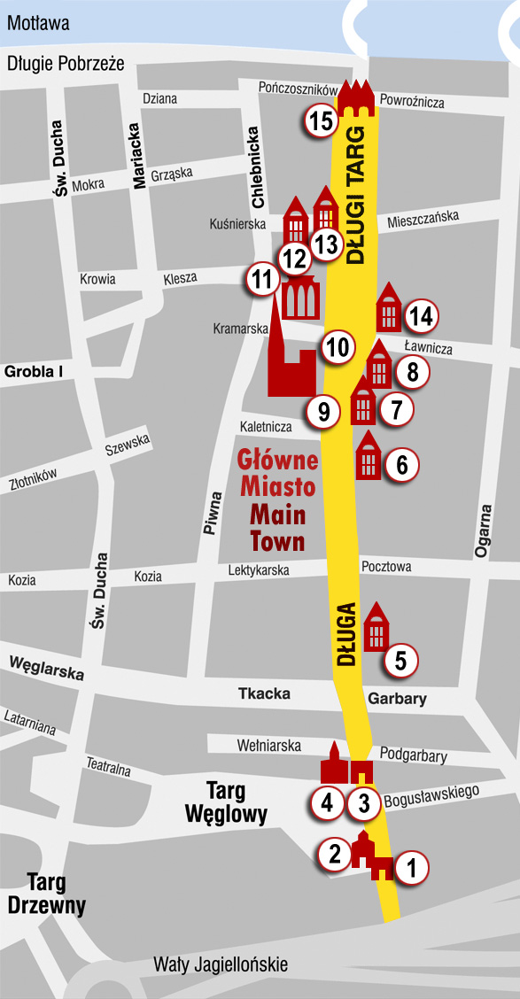 Motława
Długie Pobrzeże
Pończoszników
Dziana
Powroźnicza
15
Św. Ducha
Mariacka
Chlebnicka
DŁUGI TARG
Grząska
Mokra
Kuśnierska
Mieszczańska
13
12
11
Krowia
Klesza
14
Kramarska
10
Ławnicza
Grobla I
8
7
9
Kaletnicza
Szewska
6
Główne
Miasto
Main
Town
Złotników
Piwna
Ogarna
Kozia
Kozia
Lektykarska
Pocztowa
Św. Ducha
DŁUGA
5
Węglarska
Tkacka
Garbary
Latarniana
Wełniarska
Podgarbary
Teatralna
Targ
Węglowy
4
3
Bogusławskiego
2
1
Targ
Drzewny
Wały Jagiellońskie